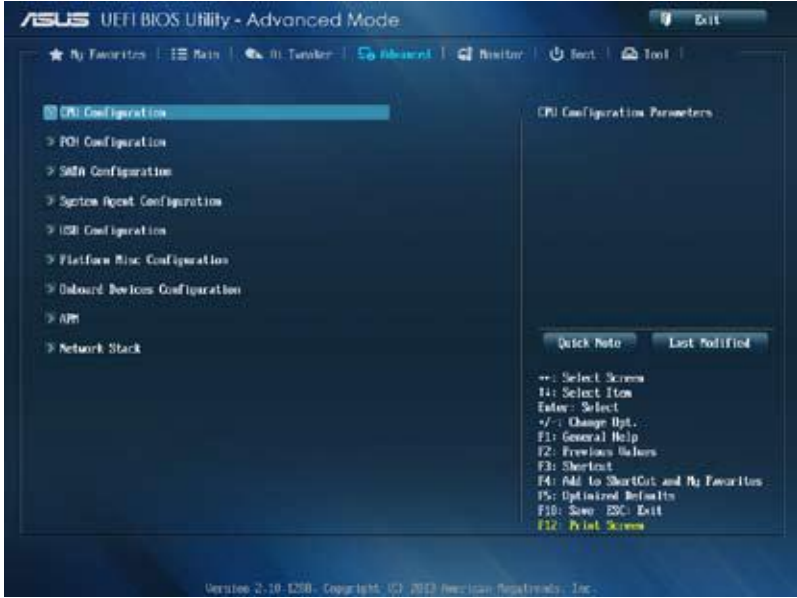 ASUS UEFI BIOS Utility - Advanced Mode
Exit
My Favorites | Main | Ai Tweaker | Advanced | Monitor | Boot | Tool
CPU Configuration
CPU Configuration Parameters
> PCH Configuration
> SATA Configuration
> System Agent Configuration
> USB Configuration
> Platform Misc Configuration
> Onboard Devices Configuration
> APM
> Network Stack
Quick Note
Last Modified
→←: Select Screen
↑↓: Select Item
Enter: Select
+/-: Change Opt.
F1: General Help
F2: Previous Values
F3: Shortcut
F4: Add to ShortCut and My Favorites
F5: Optimized Defaults
F10: Save ESC: Exit
F12: Print Screen
Version 2.10.1208. Copyright (C) 2013 American Megatrends, Inc.